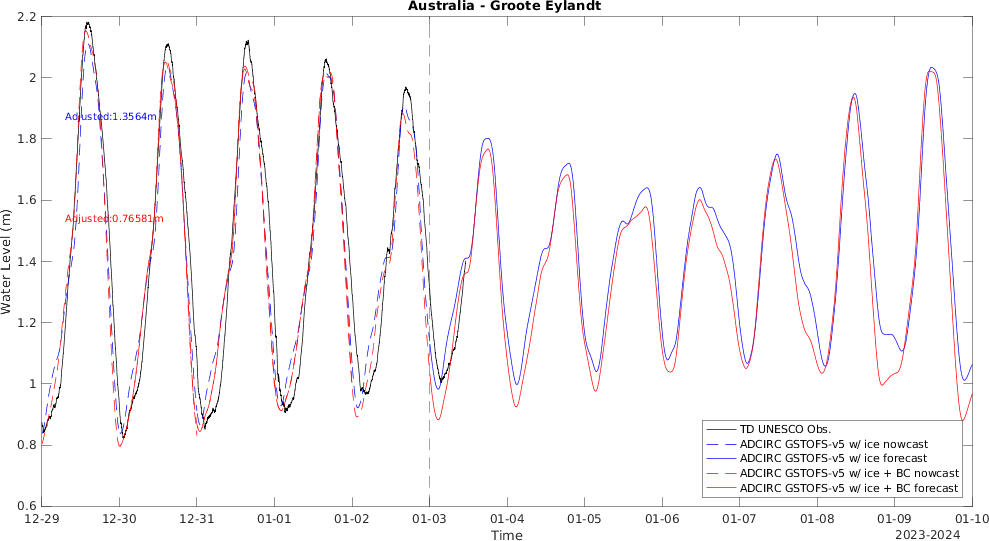 Australia - Groote Eylandt
2.2
2
1.8
1.6
1.4
1.2
1
0.8
0.6
Water Level (m)
Adjusted:1.3564m
Adjusted:0.76581m
TD UNESCO Obs.
ADCIRC GSTOFS-v5 w/ ice nowcast
ADCIRC GSTOFS-v5 w/ ice forecast
ADCIRC GSTOFS-v5 w/ ice + BC nowcast
ADCIRC GSTOFS-v5 w/ ice + BC forecast
12-29 12-30 12-31 01-01 01-02 01-03 01-04 01-05 01-06 01-07 01-08 01-09 01-10
Time
2023-2024